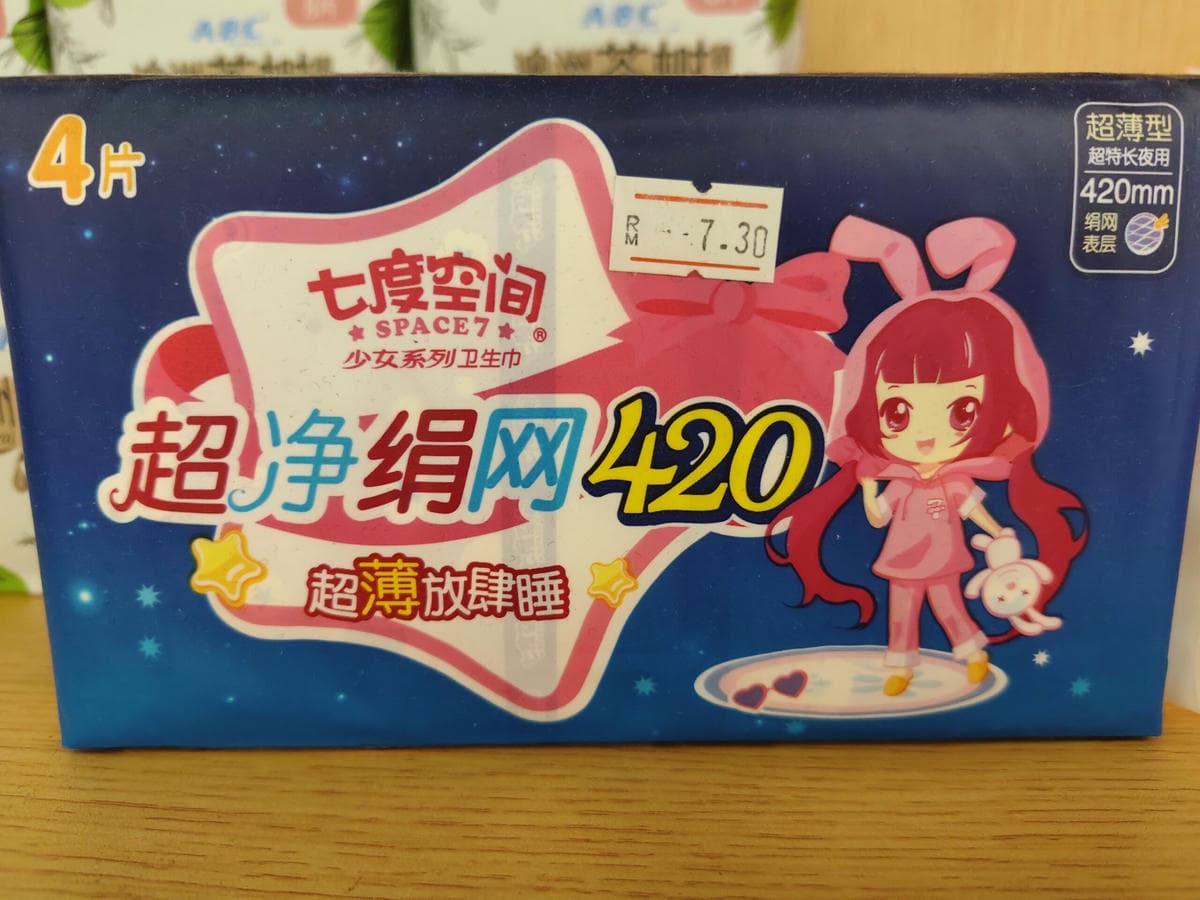 ABC
ABC
4片
超薄型
超特长夜用
420mm
绢网
表层
RM 7.30
七度空间
SPACE7
®
少女系列卫生巾
超净绢网420
超薄放肆睡